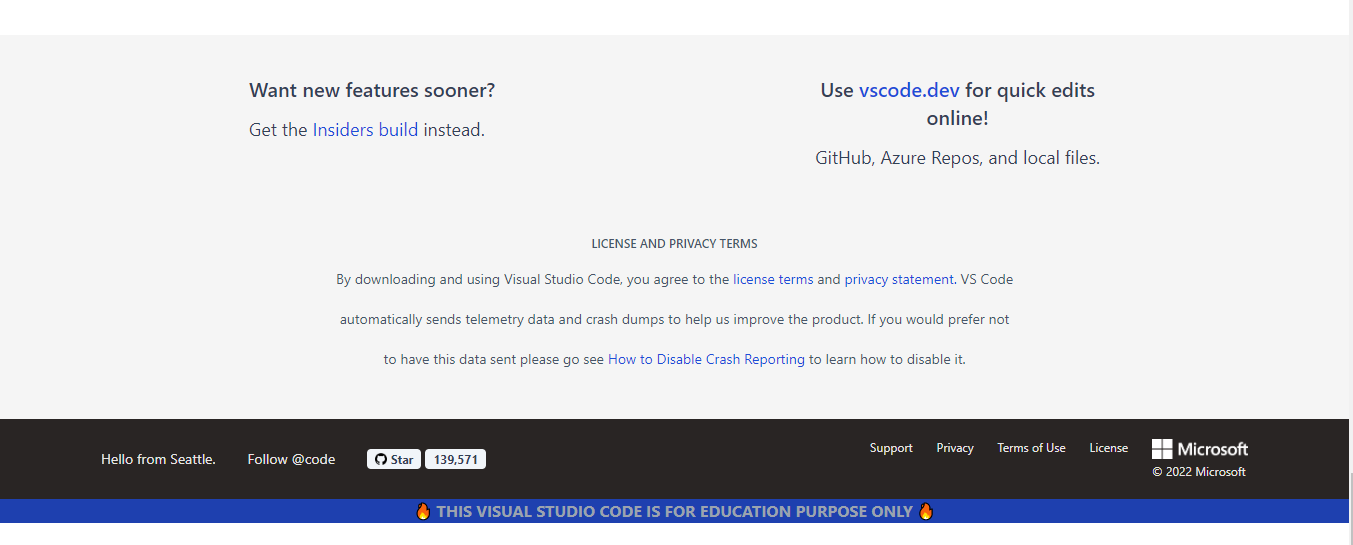 Want new features sooner?
Get the Insiders build instead.
Use vscode.dev for quick edits
online!
GitHub, Azure Repos, and local files.
LICENSE AND PRIVACY TERMS
By downloading and using Visual Studio Code, you agree to the license terms and privacy statement. VS Code
automatically sends telemetry data and crash dumps to help us improve the product. If you would prefer not
to have this data sent please go see How to Disable Crash Reporting to learn how to disable it.
Hello from Seattle. Follow @code Star 139,571
Support Privacy Terms of Use License Microsoft
© 2022 Microsoft
🔥 THIS VISUAL STUDIO CODE IS FOR EDUCATION PURPOSE ONLY 🔥